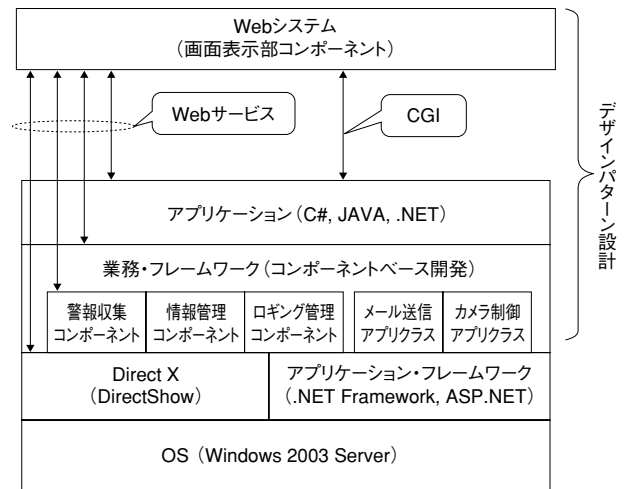 Webシステム
（画面表示部コンポーネント）
Webサービス
CGI
デザインパターン設計
アプリケーション（C#, JAVA, .NET）
業務・フレームワーク（コンポーネントベース開発）
警報収集
コンポーネント
情報管理
コンポーネント
ロギング管理
コンポーネント
メール送信
アプリクラス
カメラ制御
アプリクラス
Direct X
（DirectShow）
アプリケーション・フレームワーク
（.NET Framework, ASP.NET）
OS（Windows 2003 Server）